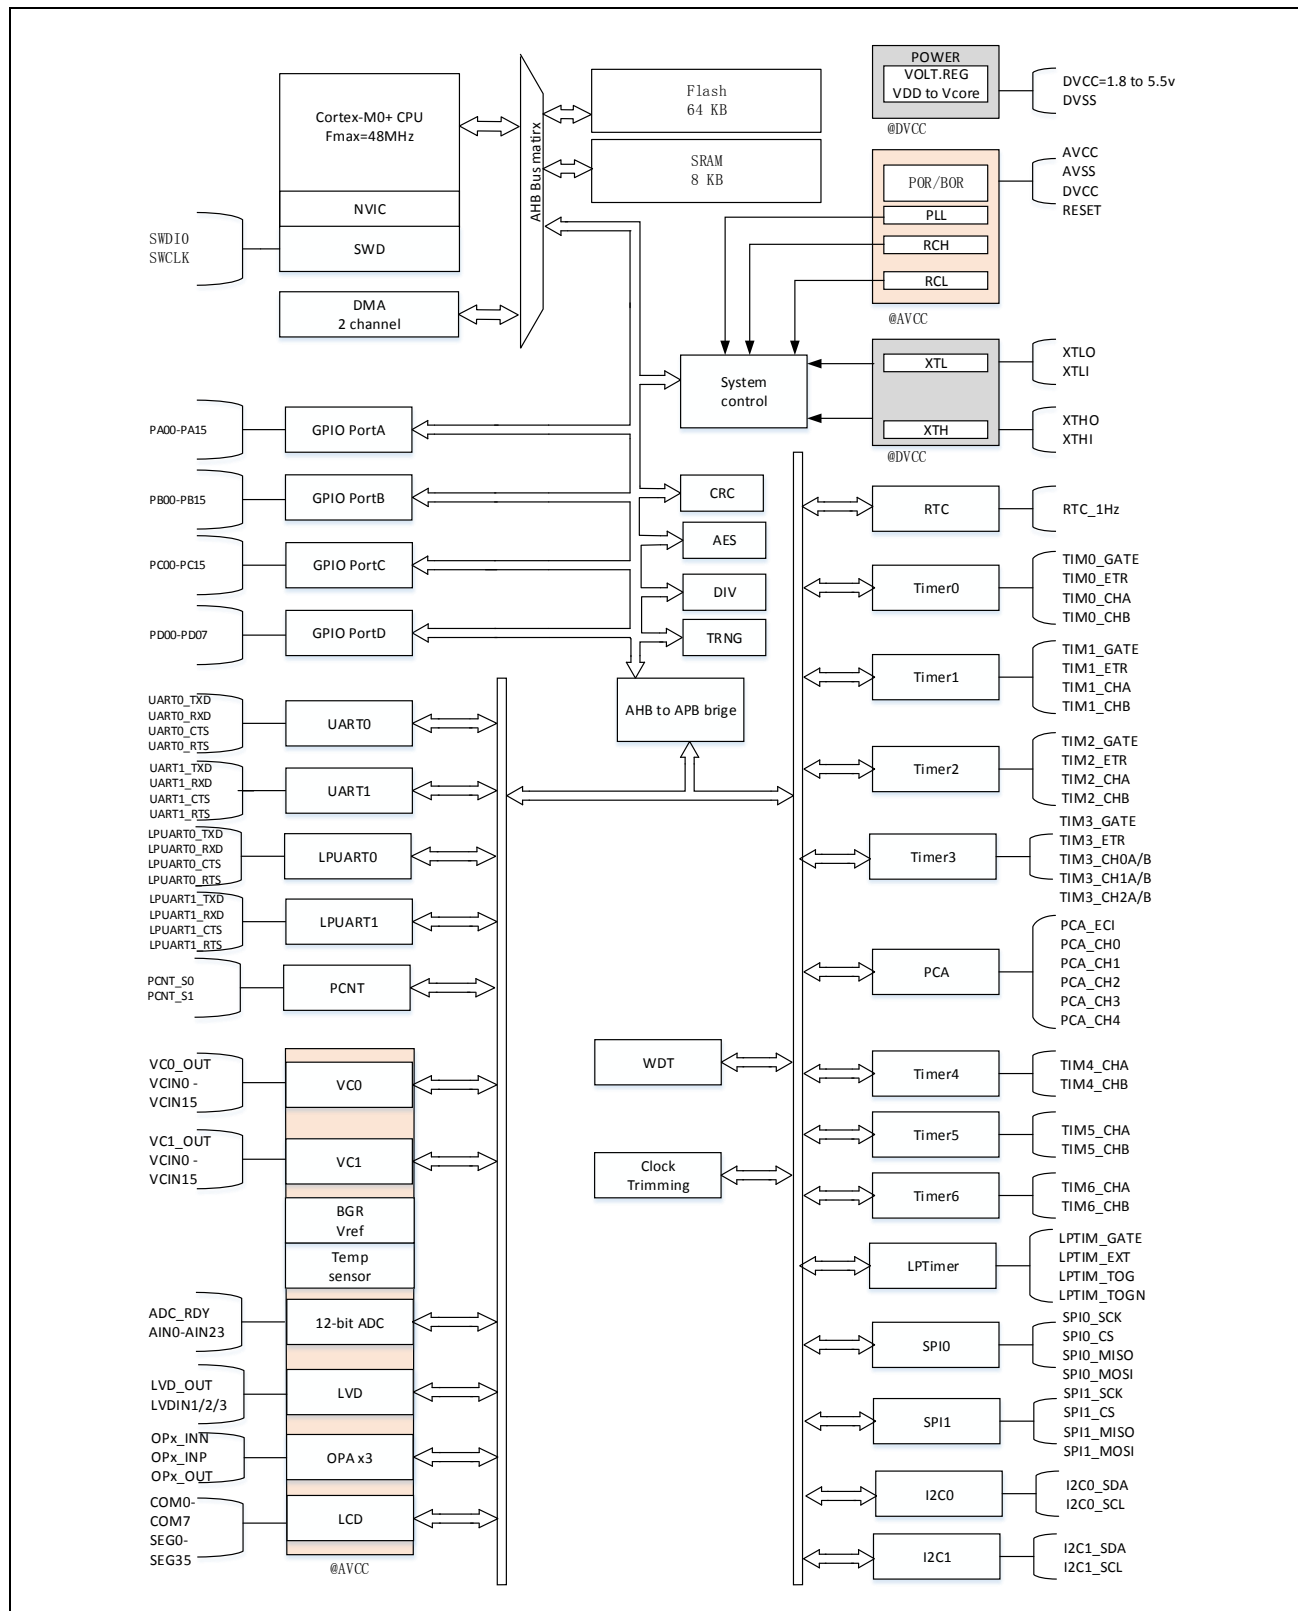 POWER
VOLT.REG
VDD to Vcore
@DVCC
DVCC=1.8 to 5.5v
DVSS
Cortex-M0+ CPU
Fmax=48MHz
NVIC
SWD
SWDIO
SWCLK
DMA
2 channel
AHB Bus matirx
Flash
64 KB
SRAM
8 KB
POR/BOR
PLL
RCH
RCL
@AVCC
AVCC
AVSS
DVCC
RESET
System
control
XTL
XTH
@DVCC
XTLO
XTLI
XTHO
XTHI
PA00-PA15
GPIO PortA
PB00-PB15
GPIO PortB
PC00-PC15
GPIO PortC
PD00-PD07
GPIO PortD
CRC
AES
DIV
TRNG
AHB to APB brige
UART0_TXD
UART0_RXD
UART0_CTS
UART0_RTS
UART0
UART1_TXD
UART1_RXD
UART1_CTS
UART1_RTS
UART1
LPUART0_TXD
LPUART0_RXD
LPUART0_CTS
LPUART0_RTS
LPUART0
LPUART1_TXD
LPUART1_RXD
LPUART1_CTS
LPUART1_RTS
LPUART1
PCNT_S0
PCNT_S1
PCNT
VC0_OUT
VCIN0 -
VCIN15
VC0
VC1_OUT
VCIN0 -
VCIN15
VC1
BGR
Vref
Temp
sensor
ADC_RDY
AIN0-AIN23
12-bit ADC
LVD_OUT
LVDIN1/2/3
LVD
OPx_INN
OPx_INP
OPx_OUT
OPA x3
COM0-
COM7
SEG0-
SEG35
LCD
@AVCC
WDT
Clock
Trimming
RTC
RTC_1Hz
Timer0
TIM0_GATE
TIM0_ETR
TIM0_CHA
TIM0_CHB
Timer1
TIM1_GATE
TIM1_ETR
TIM1_CHA
TIM1_CHB
Timer2
TIM2_GATE
TIM2_ETR
TIM2_CHA
TIM2_CHB
Timer3
TIM3_GATE
TIM3_ETR
TIM3_CH0A/B
TIM3_CH1A/B
TIM3_CH2A/B
PCA
PCA_ECI
PCA_CH0
PCA_CH1
PCA_CH2
PCA_CH3
PCA_CH4
Timer4
TIM4_CHA
TIM4_CHB
Timer5
TIM5_CHA
TIM5_CHB
Timer6
TIM6_CHA
TIM6_CHB
LPTimer
LPTIM_GATE
LPTIM_EXT
LPTIM_TOG
LPTIM_TOGN
SPI0
SPI0_SCK
SPI0_CS
SPI0_MISO
SPI0_MOSI
SPI1
SPI1_SCK
SPI1_CS
SPI1_MISO
SPI1_MOSI
I2C0
I2C0_SDA
I2C0_SCL
I2C1
I2C1_SDA
I2C1_SCL